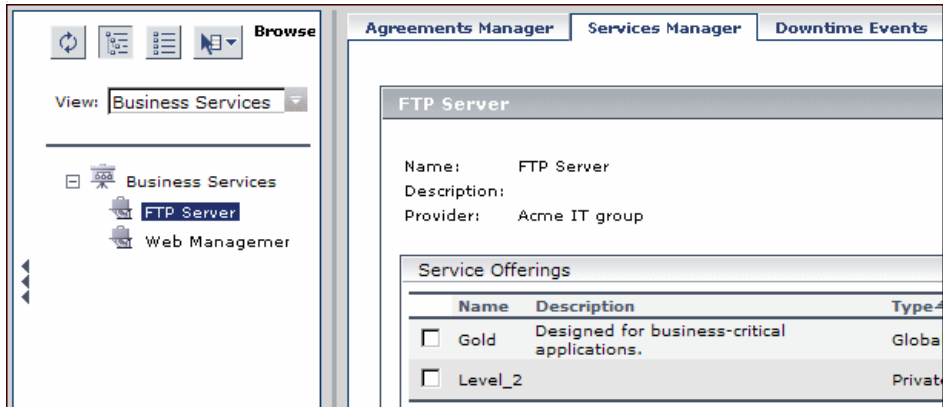 Browse
View: Business Services
Business Services
FTP Server
Web Managemer
Agreements Manager Services Manager Downtime Events
FTP Server
Name: FTP Server
Description:
Provider: Acme IT group
Service Offerings
Name Description Type
Gold Designed for business-critical applications. Globa
Level_2 Privat